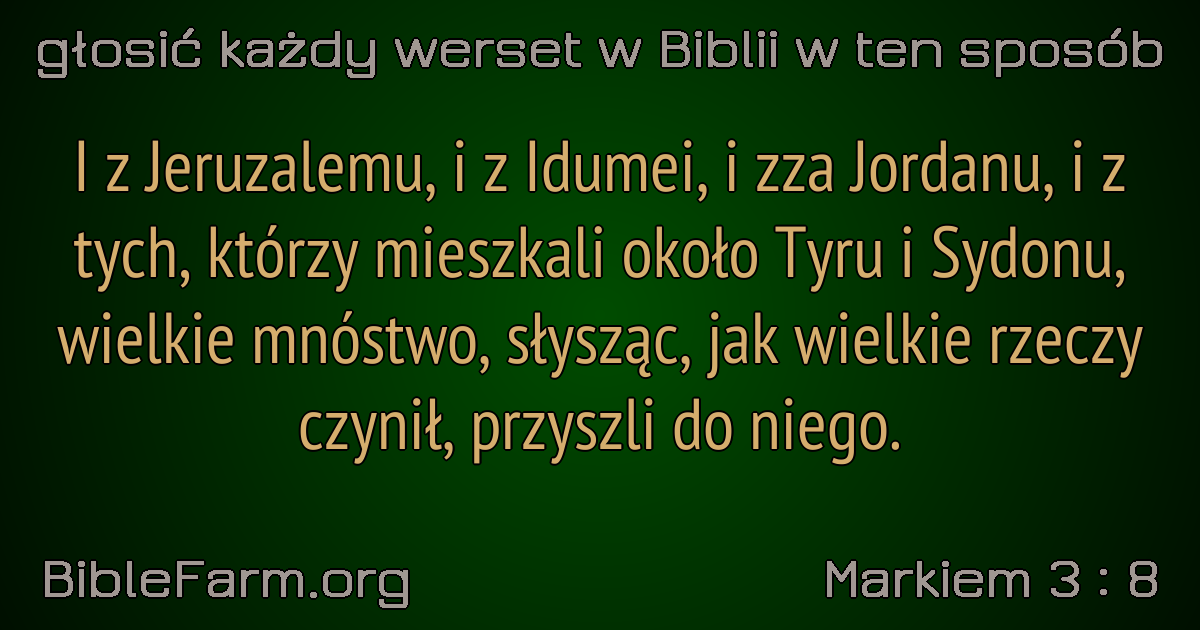 głosić każdy werset w Biblii w ten sposób
I z Jeruzalemu, i z Idumei, i zza Jordanu, i z
tych, którzy mieszkali około Tyru i Sydonu,
wielkie mnóstwo, słysząc, jak wielkie rzeczy
czynił, przyszli do niego.
BibleFarm.org
Markiem 3 : 8